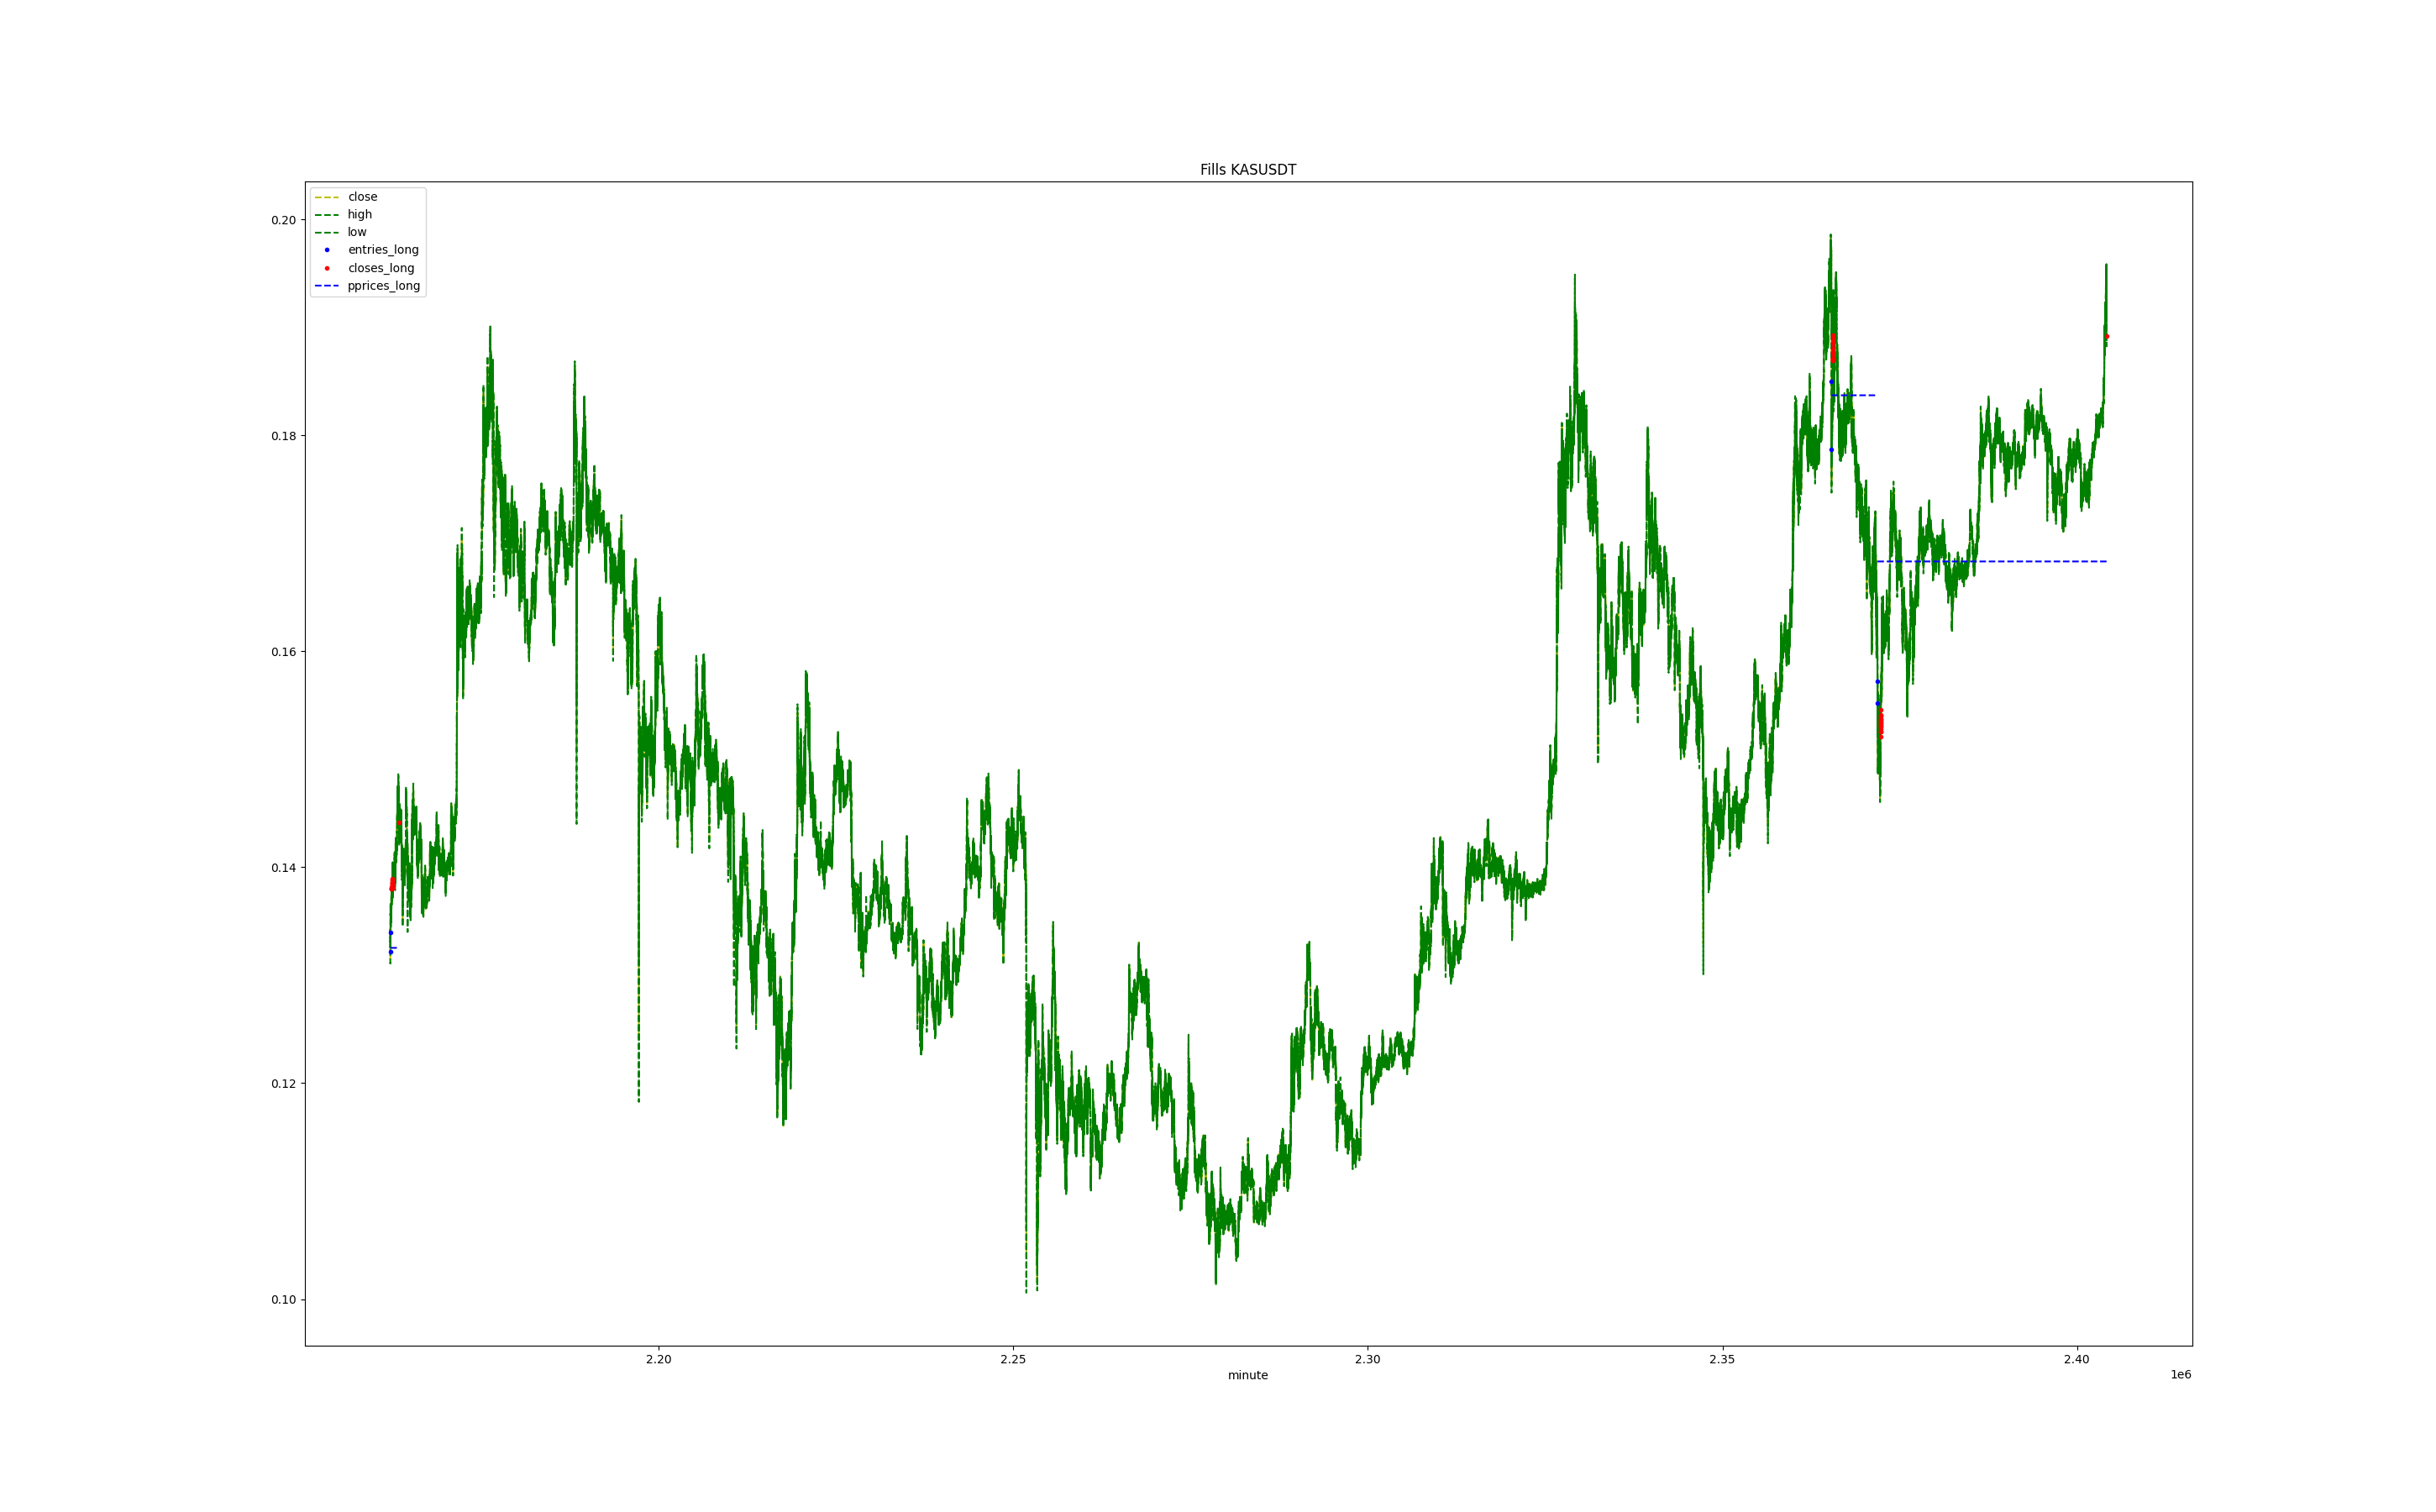 Fills KASUSDT
close
high
low
entries_long
closes_long
pprices_long
0.20
0.18
0.16
0.14
0.12
0.10
2.20 2.25 2.30 2.35 2.40
minute
1e6